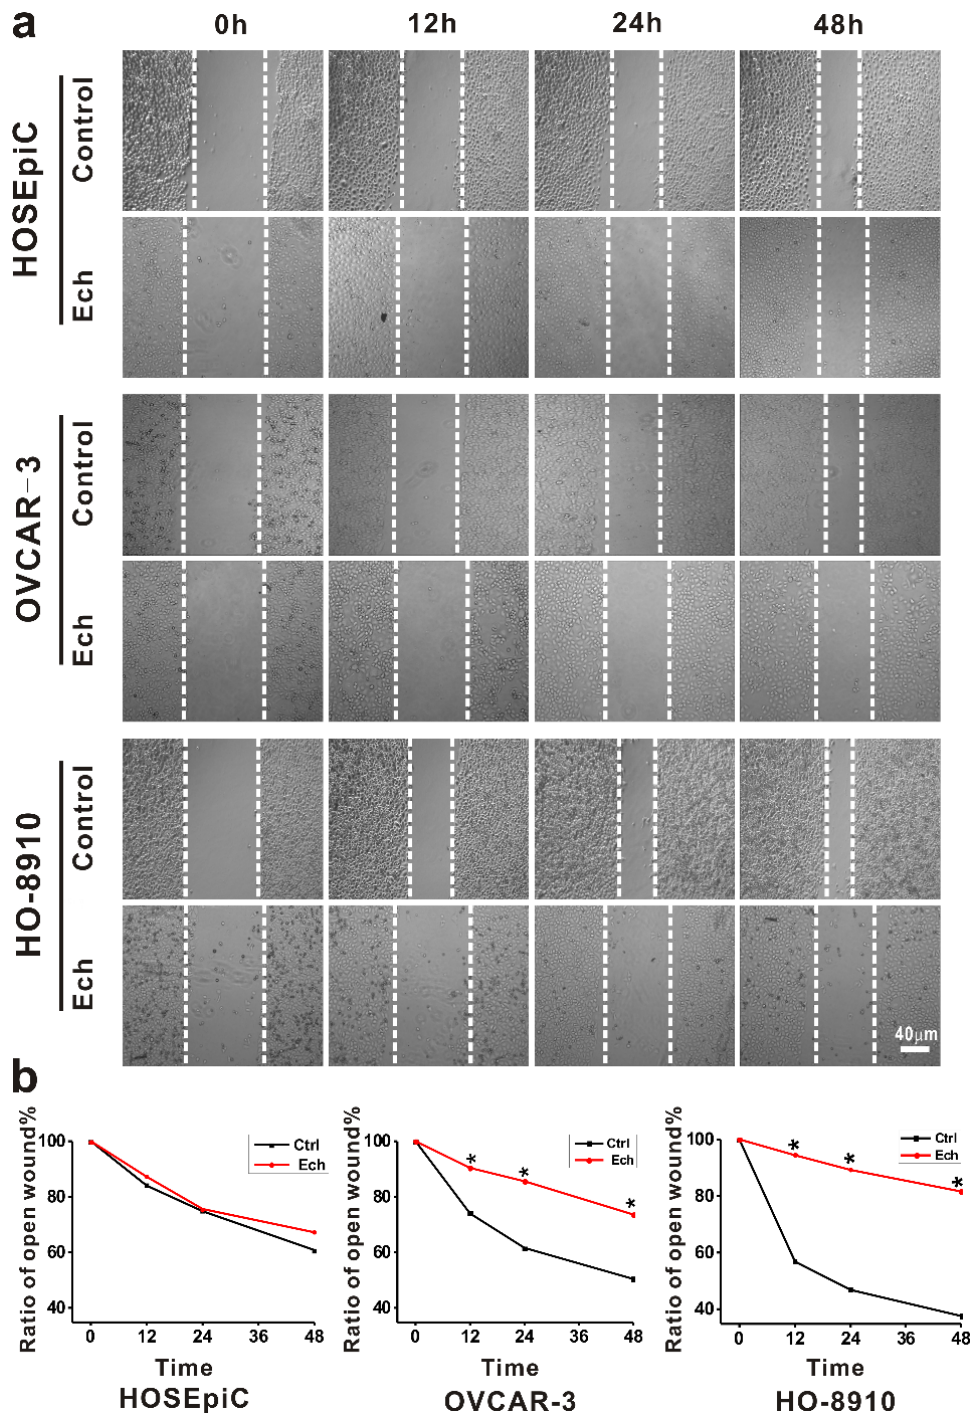 a
0h 12h 24h 48h
HOSEpiC
Control
Ech
OVCAR-3
Control
Ech
HO-8910
Control
Ech
40μm
b
Ratio of open wound%
100
80
60
40
0 12 24 36 48
Ctrl
Ech
Time
HOSEpiC
Ratio of open wound%
100
80
60
40
0 12 24 36 48
Ctrl
Ech
* * *
Time
OVCAR-3
Ratio of open wound%
100
80
60
40
0 12 24 36 48
Ctrl
Ech
* * *
Time
HO-8910